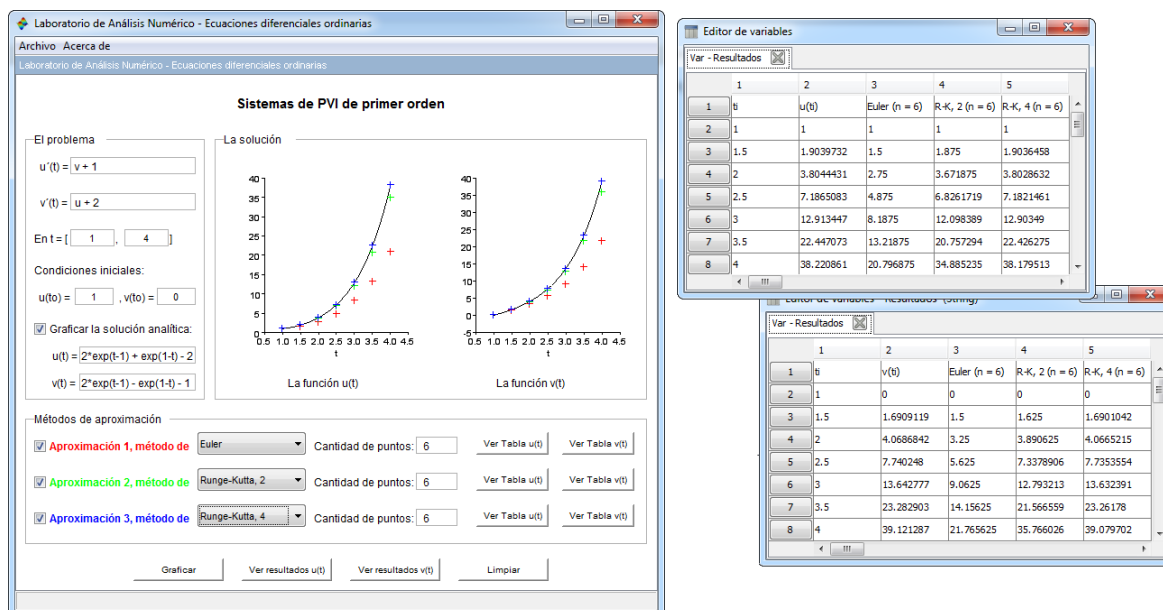 Laboratorio de Análisis Numérico - Ecuaciones diferenciales ordinarias
Archivo Acerca de
Laboratorio de Análisis Numérico - Ecuaciones diferenciales ordinarias
Sistemas de PVI de primer orden
El problema
u´(t) = v + 1
v´(t) = u + 2
En t = [ 1 , 4 ]
Condiciones iniciales:
u(to) = 1 , v(to) = 0
Graficar la solución analítica:
u(t) = 2*exp(t-1) + exp(1-t) - 2
v(t) = 2*exp(t-1) - exp(1-t) - 1
La solución
40
35
30
25
20
15
10
5
0
0.5 1.0 1.5 2.0 2.5 3.0 3.5 4.0 4.5
t
La función u(t)
40
35
30
25
20
15
10
5
0
-5
0.5 1.0 1.5 2.0 2.5 3.0 3.5 4.0 4.5
t
La función v(t)
Métodos de aproximación
Aproximación 1, método de Euler Cantidad de puntos: 6 Ver Tabla u(t) Ver Tabla v(t)
Aproximación 2, método de Runge-Kutta, 2 Cantidad de puntos: 6 Ver Tabla u(t) Ver Tabla v(t)
Aproximación 3, método de Runge-Kutta, 4 Cantidad de puntos: 6 Ver Tabla u(t) Ver Tabla v(t)
Graficar Ver resultados u(t) Ver resultados v(t) Limpiar
Editor de variables
Var - Resultados
1 2 3 4 5
1 ti u(ti) Euler (n = 6) R-K, 2 (n = 6) R-K, 4 (n = 6)
2 1 1 1 1 1
3 1.5 1.9039732 1.5 1.875 1.9036458
4 2 3.8044431 2.75 3.671875 3.8028632
5 2.5 7.1865083 4.875 6.8261719 7.1821461
6 3 12.913447 8.1875 12.098389 12.90349
7 3.5 22.447073 13.21875 20.757294 22.426275
8 4 38.220861 20.796875 34.885235 38.179513
Editor de variables - Resultados (String)
Var - Resultados
1 2 3 4 5
1 ti v(ti) Euler (n = 6) R-K, 2 (n = 6) R-K, 4 (n = 6)
2 1 0 0 0 0
3 1.5 1.6909119 1.5 1.625 1.6901042
4 2 4.0686842 3.25 3.890625 4.0665215
5 2.5 7.740248 5.625 7.3378906 7.7353554
6 3 13.642777 9.0625 12.793213 13.632391
7 3.5 23.282903 14.15625 21.566559 23.26178
8 4 39.121287 21.765625 35.766026 39.079702